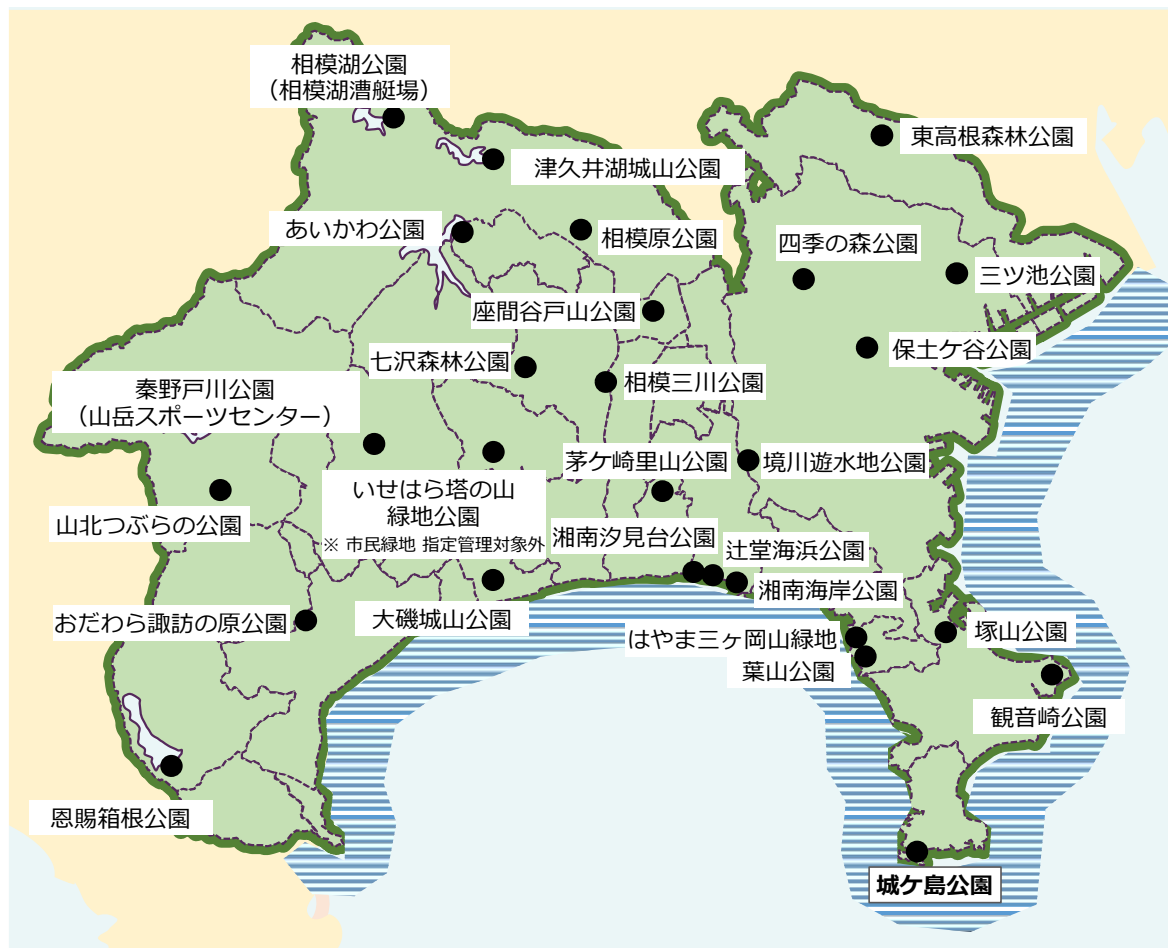 相模湖公園
（相模湖漕艇場）
東高根森林公園
津久井湖城山公園
あいかわ公園
相模原公園
四季の森公園
三ツ池公園
座間谷戸山公園
保土ケ谷公園
七沢森林公園
相模三川公園
秦野戸川公園
（山岳スポーツセンター）
茅ケ崎里山公園
境川遊水地公園
いせはら塔の山
緑地公園
※ 市民緑地 指定管理対象外
山北つぶらの公園
湘南汐見台公園
辻堂海浜公園
湘南海岸公園
おだわら諏訪の原公園
大磯城山公園
はやま三ヶ岡山緑地
葉山公園
塚山公園
観音崎公園
恩賜箱根公園
城ケ島公園